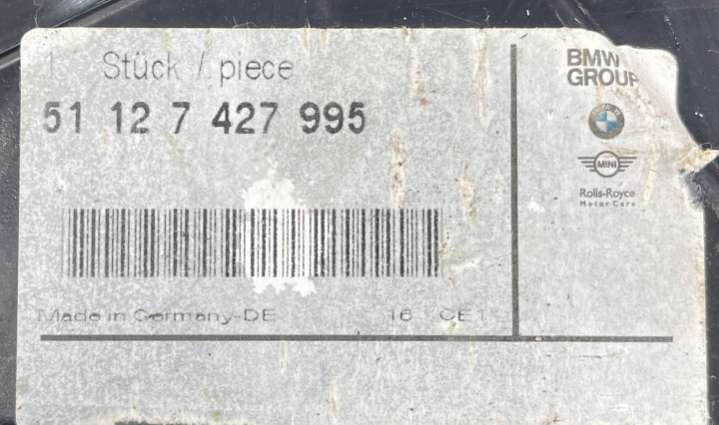 1 Stück / piece
51 12 7 427 995
Made in Germany-DE 16 CE1
BMW
GROUP
MINI
Rolls-Royce
Motor Cars